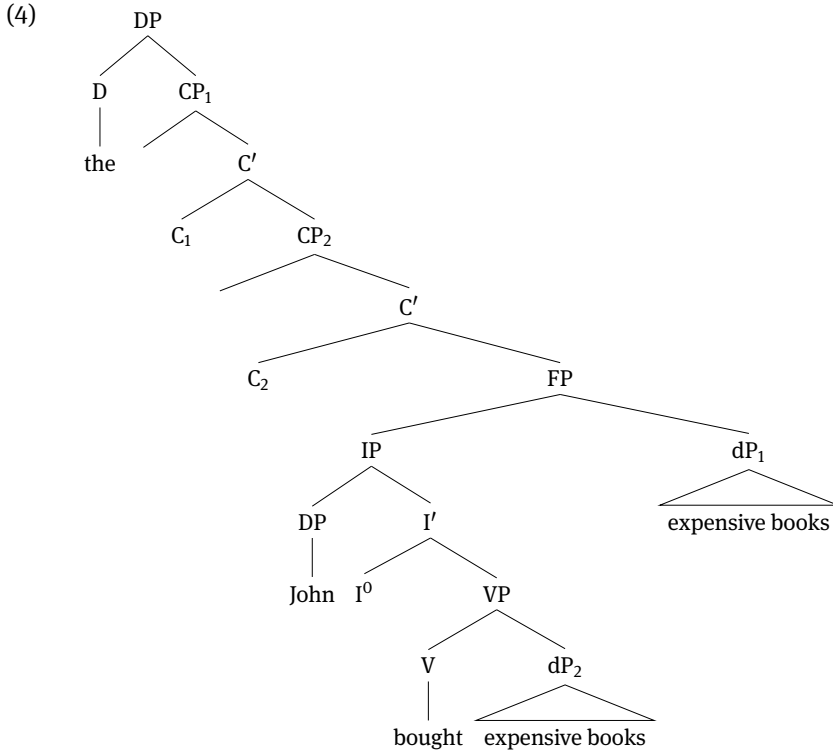 (4) DP
D CP₁
the C′
C₁ CP₂
C′
C₂ FP
IP dP₁
DP I′ expensive books
John I⁰ VP
V dP₂
bought expensive books